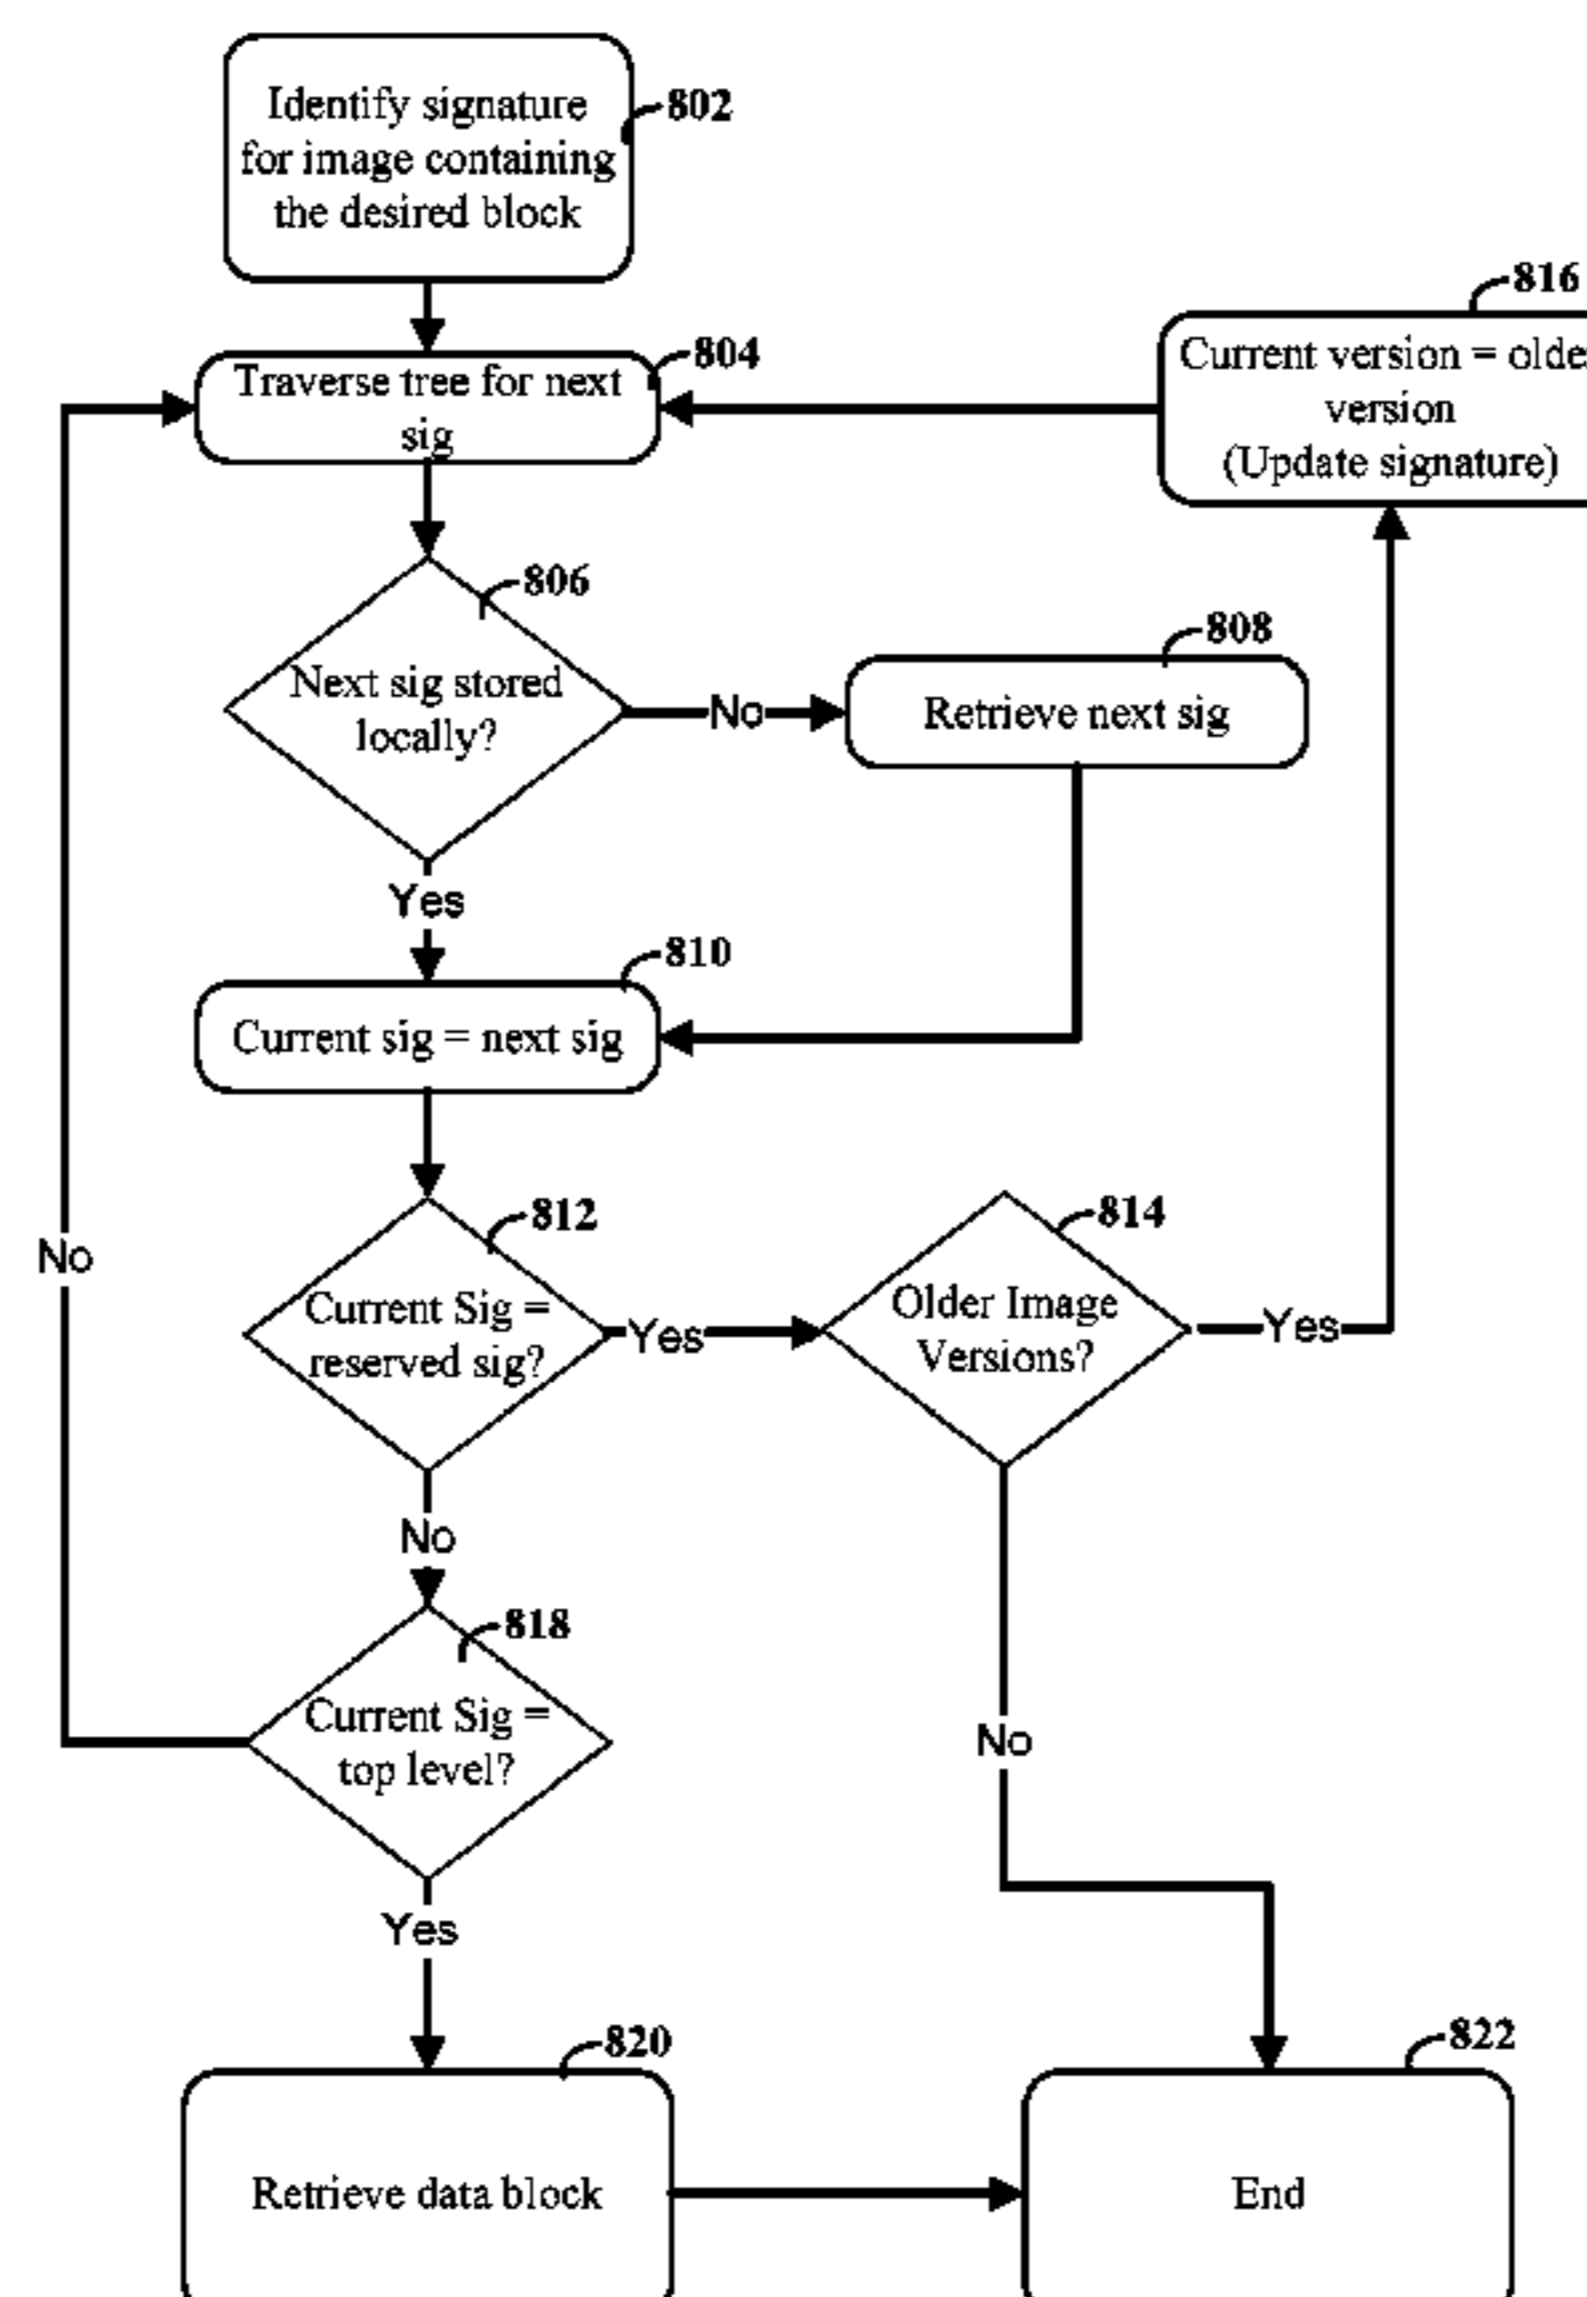 Identify signature
for image containing
the desired block
802
816
Current version = older
version
(Update signature)
804
Traverse tree for next
sig
806
Next sig stored
locally?
No
808
Retrieve next sig
Yes
810
Current sig = next sig
812
Current Sig =
reserved sig?
Yes
814
Older Image
Versions?
Yes
No
No
818
Current Sig =
top level?
No
Yes
820
Retrieve data block
822
End